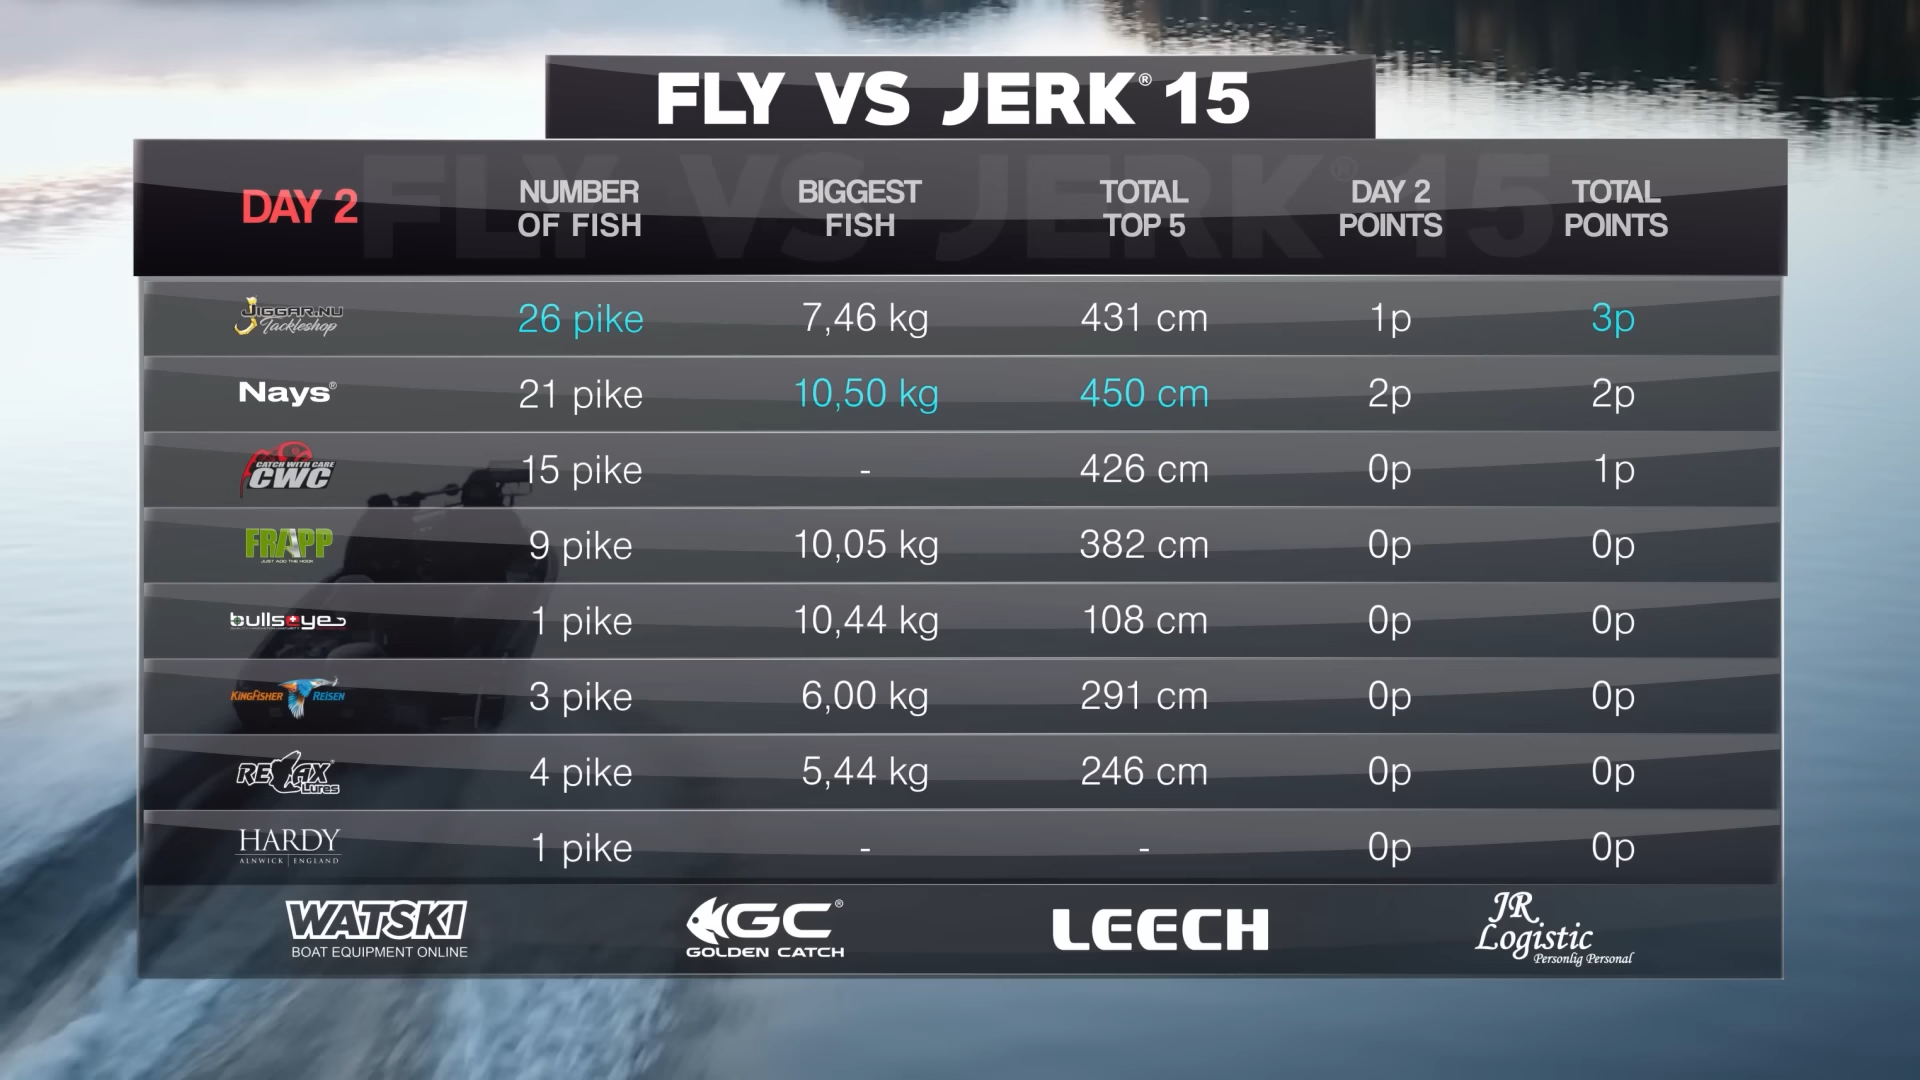 FLY VS JERK® 15
DAY 2
NUMBER OF FISH
BIGGEST FISH
TOTAL TOP 5
DAY 2 POINTS
TOTAL POINTS
JIGGAR.NU Tackleshop 26 pike 7,46 kg 431 cm 1p 3p
Nays® 21 pike 10,50 kg 450 cm 2p 2p
CATCH WITH CARE CWC 15 pike - 426 cm 0p 1p
FRAPP JUST ADD THE HOOK 9 pike 10,05 kg 382 cm 0p 0p
bullseye 1 pike 10,44 kg 108 cm 0p 0p
KINGFISHER REISEN 3 pike 6,00 kg 291 cm 0p 0p
RELAX® Lures 4 pike 5,44 kg 246 cm 0p 0p
HARDY ALNWICK | ENGLAND 1 pike - - 0p 0p
WATSKI
BOAT EQUIPMENT ONLINE
GC®
GOLDEN CATCH
LEECH
JR
Logistic
Personlig Personal